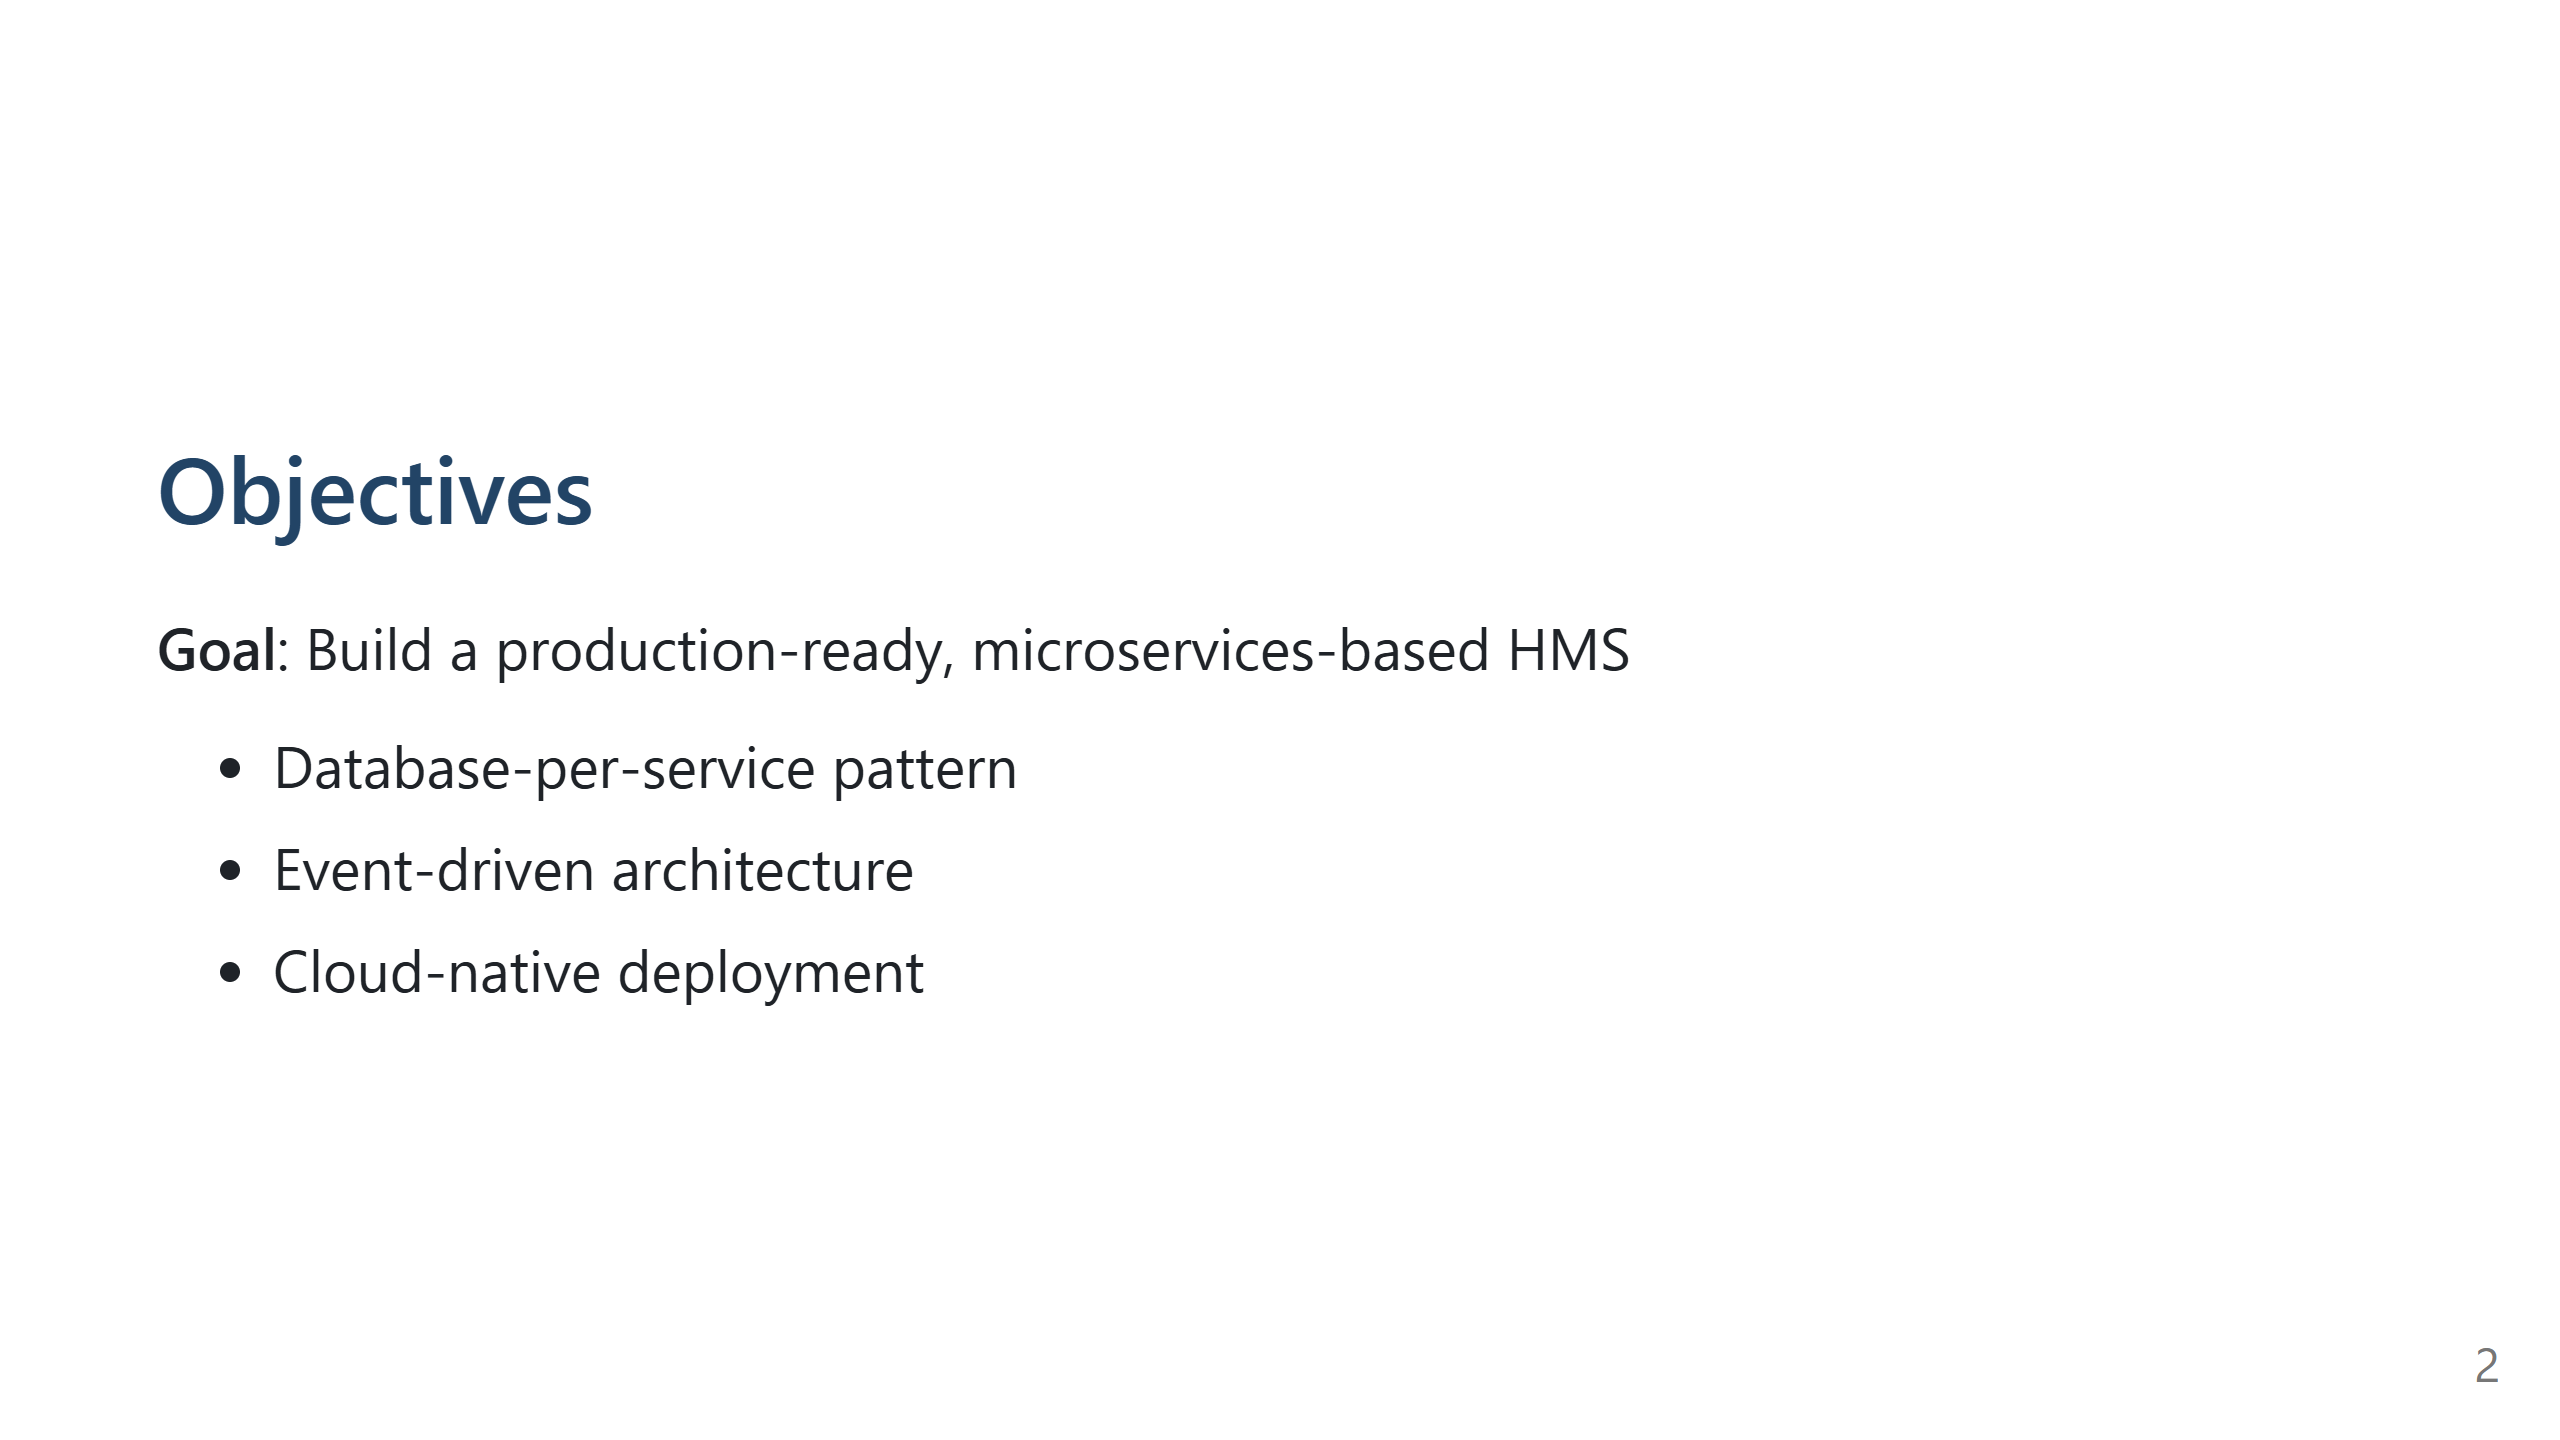 Objectives
Goal: Build a production-ready, microservices-based HMS
• Database-per-service pattern
• Event-driven architecture
• Cloud-native deployment
2